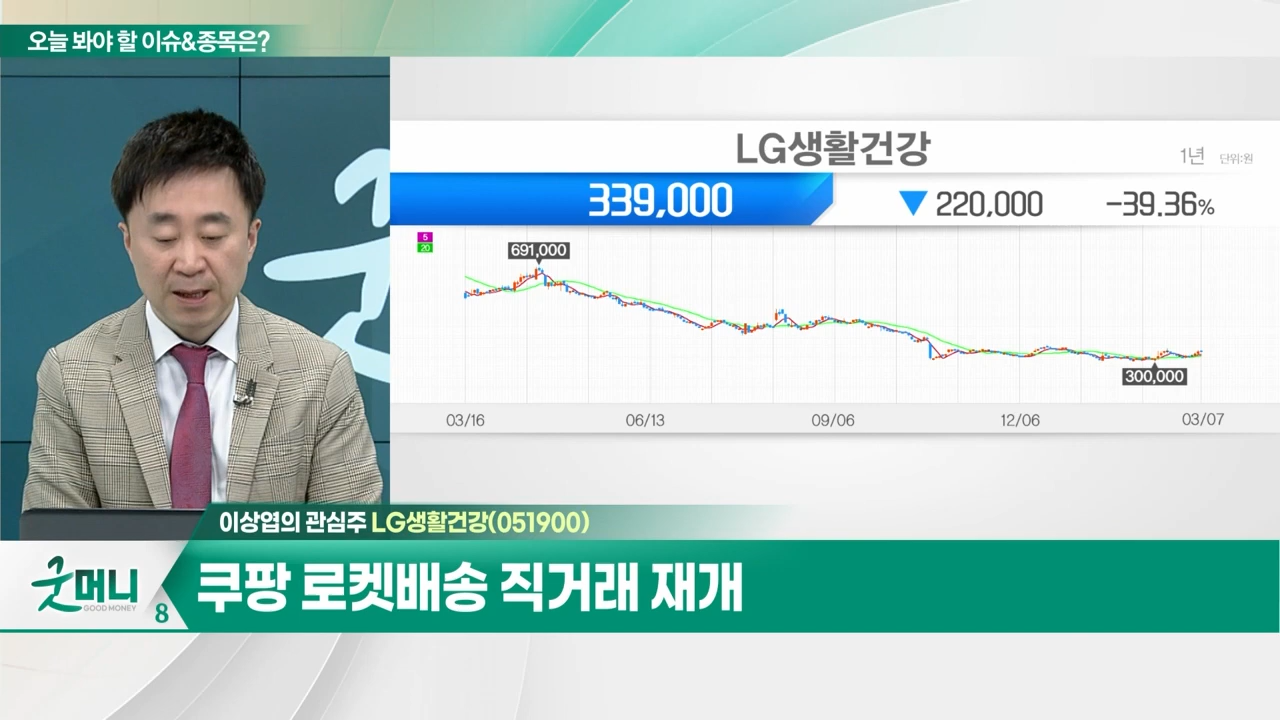 오늘 봐야 할 이슈&종목은?
LG생활건강
1년 단위:원
339,000 ▼ 220,000 -39.36%
5
20
691,000
300,000
03/16 06/13 09/06 12/06 03/07
이상엽의 관심주 LG생활건강(051900)
굿머니
GOOD MONEY
8
쿠팡 로켓배송 직거래 재개